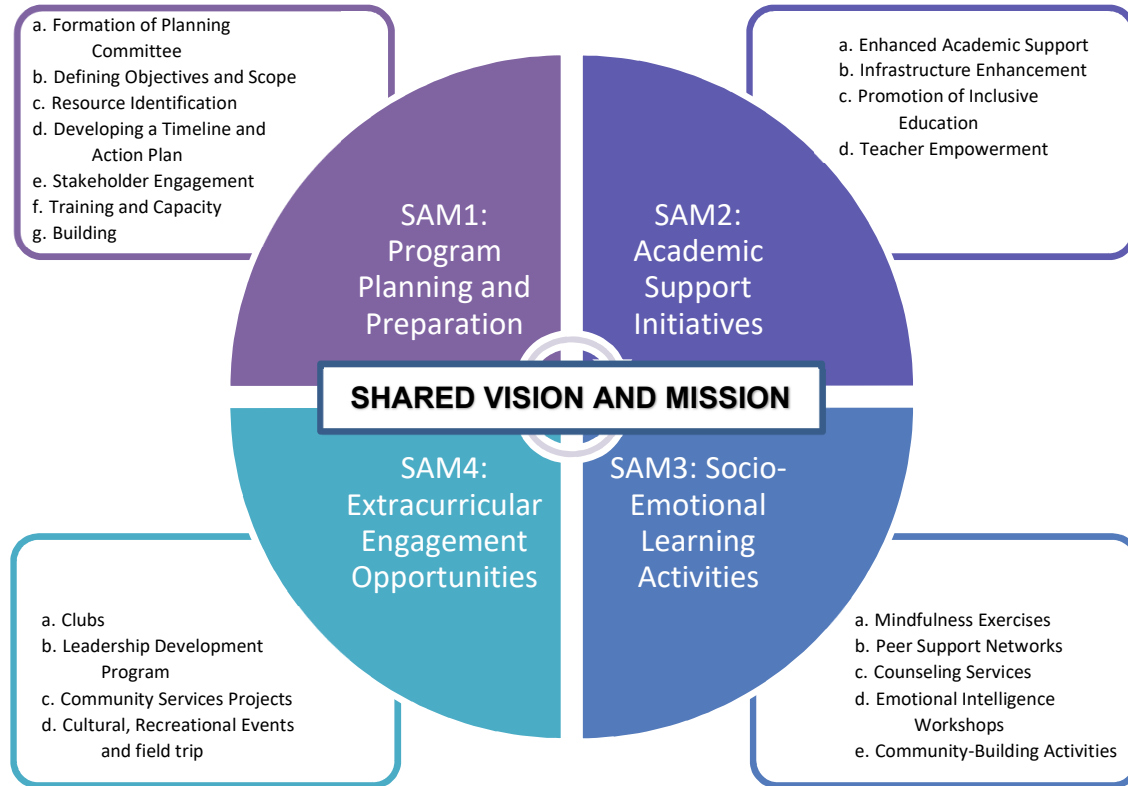 a. Formation of Planning
Committee
b. Defining Objectives and Scope
c. Resource Identification
d. Developing a Timeline and
Action Plan
e. Stakeholder Engagement
f. Training and Capacity
g. Building
a. Enhanced Academic Support
b. Infrastructure Enhancement
c. Promotion of Inclusive
Education
d. Teacher Empowerment
SAM1:
Program
Planning and
Preparation
SAM2:
Academic
Support
Initiatives
SHARED VISION AND MISSION
SAM4:
Extracurricular
Engagement
Opportunities
SAM3: Socio-
Emotional
Learning
Activities
a. Clubs
b. Leadership Development
Program
c. Community Services Projects
d. Cultural, Recreational Events
and field trip
a. Mindfulness Exercises
b. Peer Support Networks
c. Counseling Services
d. Emotional Intelligence
Workshops
e. Community-Building Activities